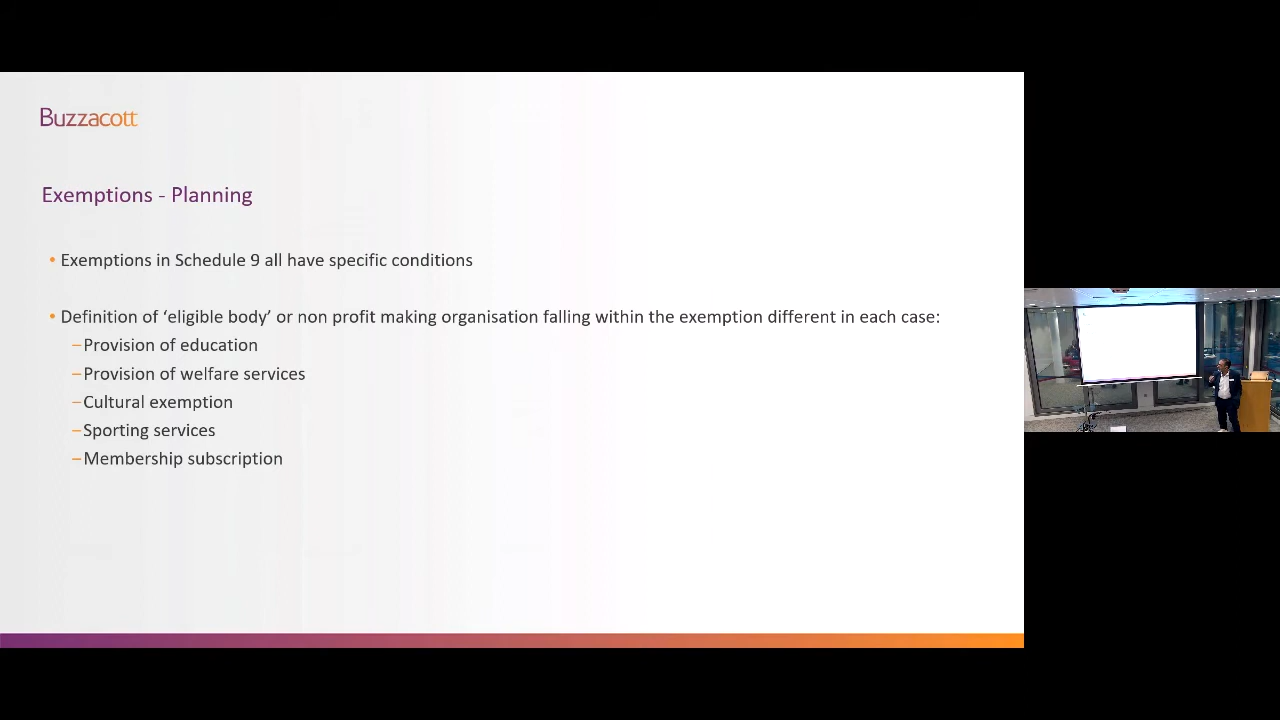 Buzzacott
Exemptions - Planning
• Exemptions in Schedule 9 all have specific conditions
• Definition of ‘eligible body’ or non profit making organisation falling within the exemption different in each case:
–Provision of education
–Provision of welfare services
–Cultural exemption
–Sporting services
–Membership subscription